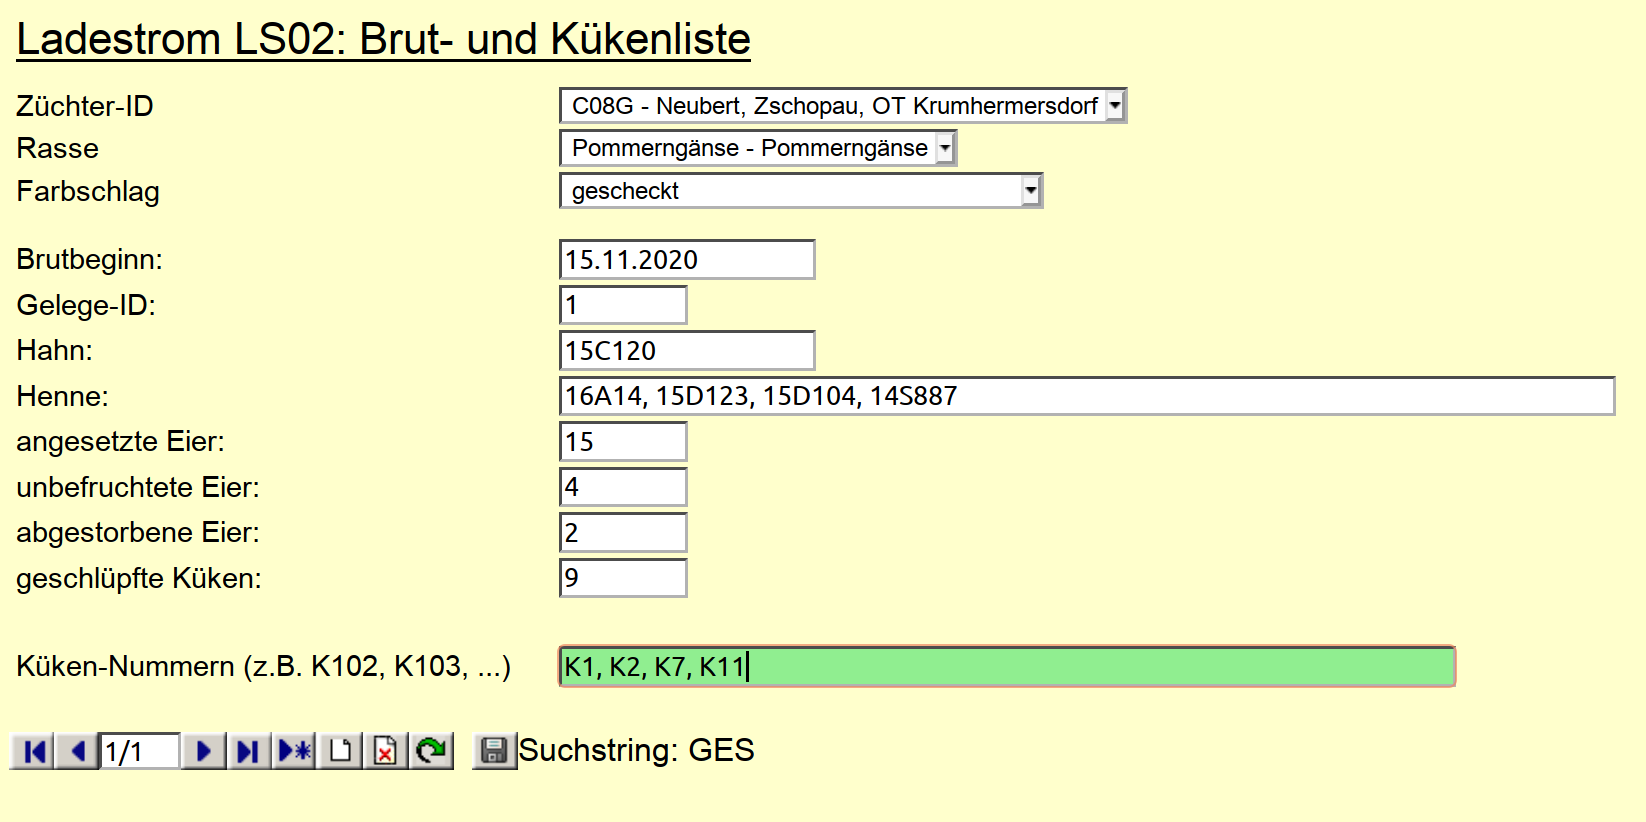 Ladestrom LS02: Brut- und Kükenliste
Züchter-ID C08G - Neubert, Zschopau, OT Krumhermersdorf
Rasse Pommerngänse - Pommerngänse
Farbschlag gescheckt
Brutbeginn: 15.11.2020
Gelege-ID: 1
Hahn: 15C120
Henne: 16A14, 15D123, 15D104, 14S887
angesetzte Eier: 15
unbefruchtete Eier: 4
abgestorbene Eier: 2
geschlüpfte Küken: 9
Küken-Nummern (z.B. K102, K103, ...) K1, K2, K7, K11
1/1 Suchstring: GES